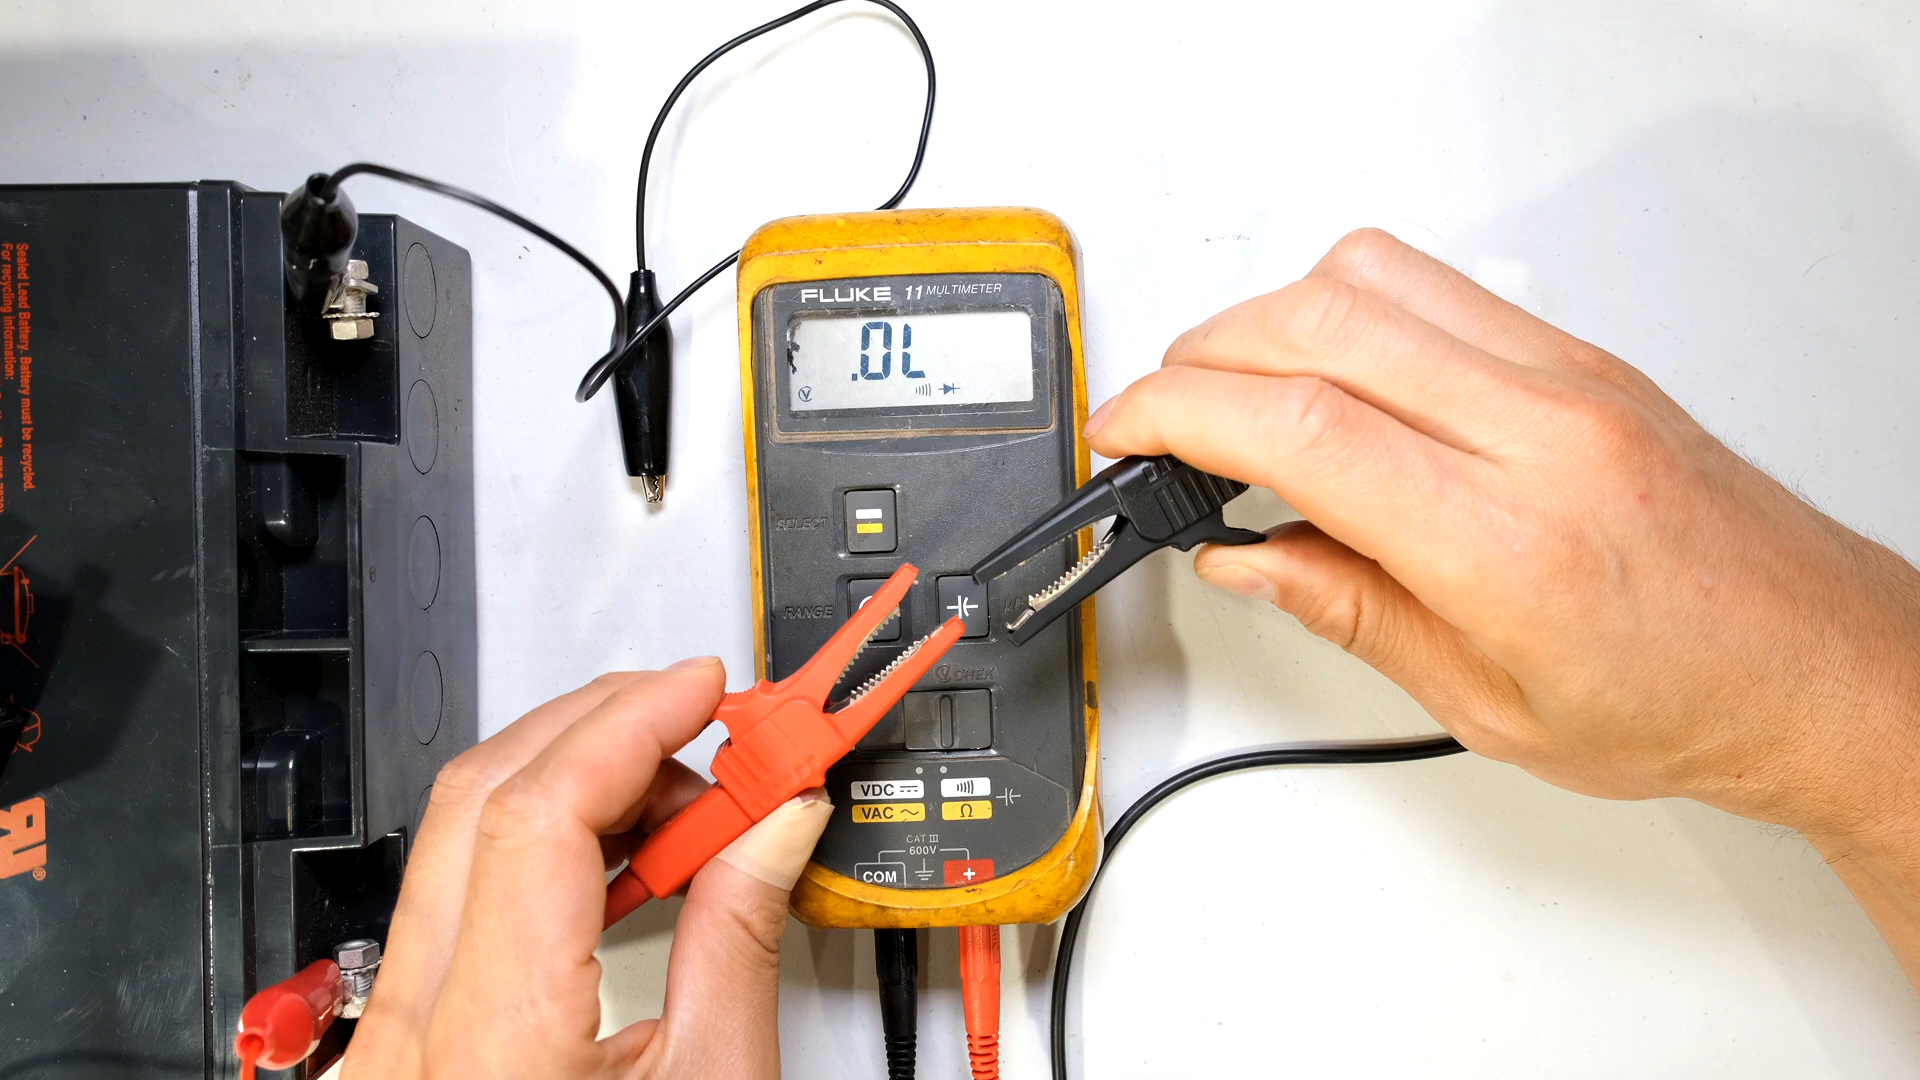 Sealed Lead Battery. Battery must be recycled.
For recycling information:
FLUKE 11 MULTIMETER
.0L
SELECT
RANGE
V CHEK
VDC
VAC Ω
CAT III
600V
COM +